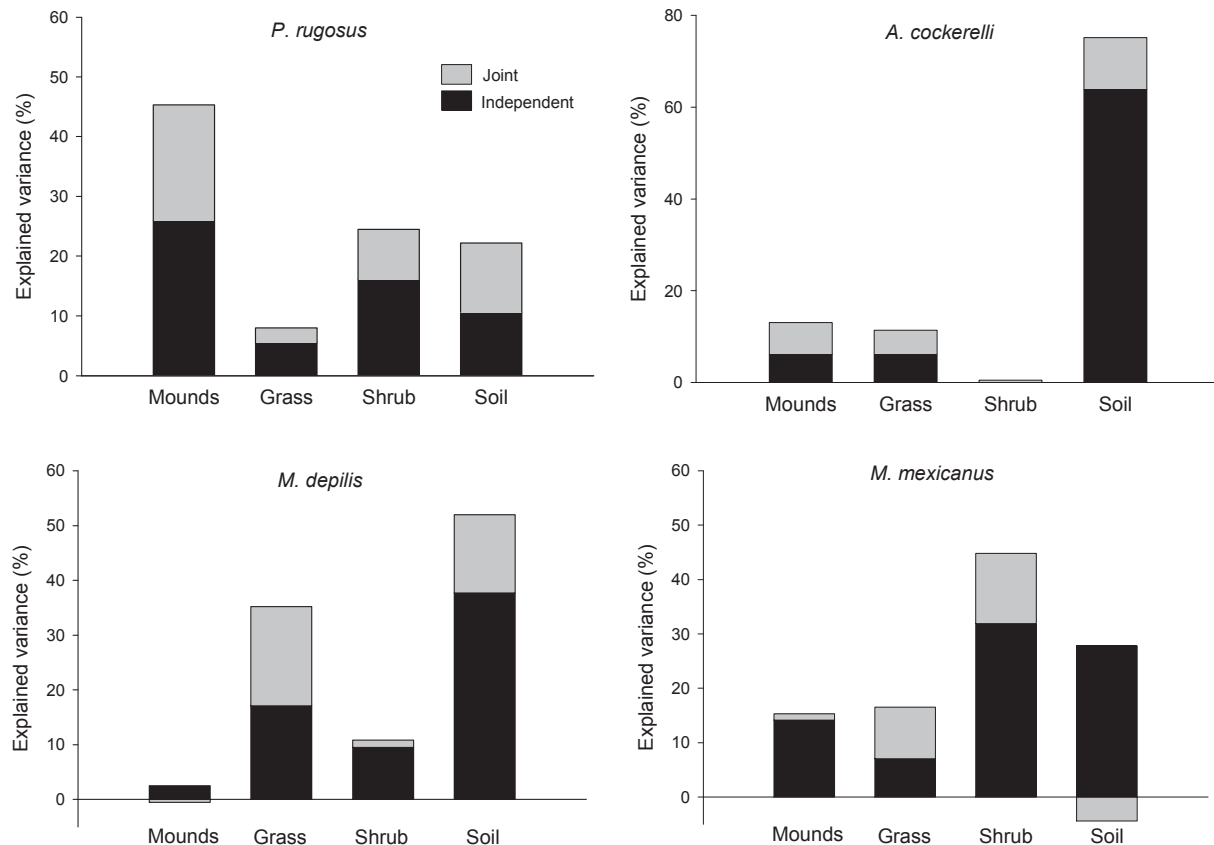 P. rugosus
Explained variance (%)
60
50
40
30
20
10
0
Joint
Independent
Mounds Grass Shrub Soil
A. cockerelli
Explained variance (%)
80
60
40
20
0
Mounds Grass Shrub Soil
M. depilis
Explained variance (%)
60
50
40
30
20
10
0
Mounds Grass Shrub Soil
M. mexicanus
Explained variance (%)
60
50
40
30
20
10
0
Mounds Grass Shrub Soil